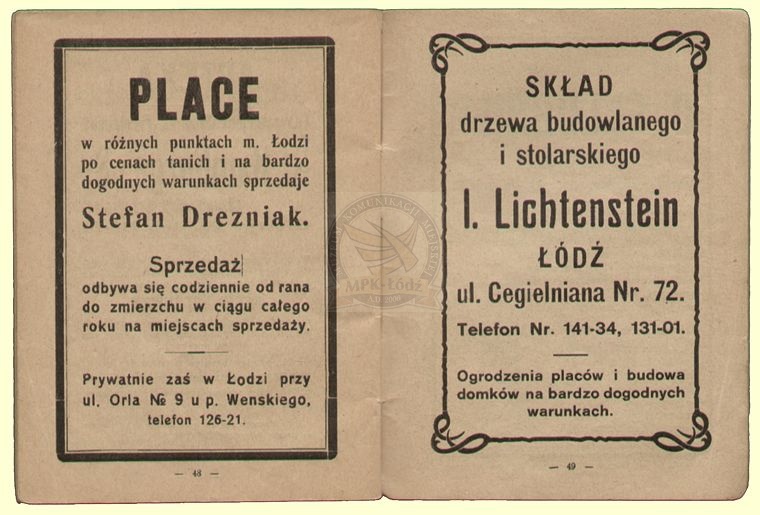 PLACE
w różnych punktach m. Łodzi
po cenach tanich i na bardzo
dogodnych warunkach sprzedaje
Stefan Drezniak.
Sprzedaż
odbywa się codziennie od rana
do zmierzchu w ciągu całego
roku na miejscach sprzedaży.
Prywatnie zaś w Łodzi przy
ul. Orla № 9 u p. Wenskiego,
telefon 126-21.
— 48 —
SKŁAD
drzewa budowlanego
i stolarskiego
I. Lichtenstein
ŁÓDŹ
ul. Cegielniana Nr. 72.
Telefon Nr. 141-34, 131-01.
Ogrodzenia placów i budowa
domków na bardzo dogodnych
warunkach.
— 49 —
MPK-Łódź